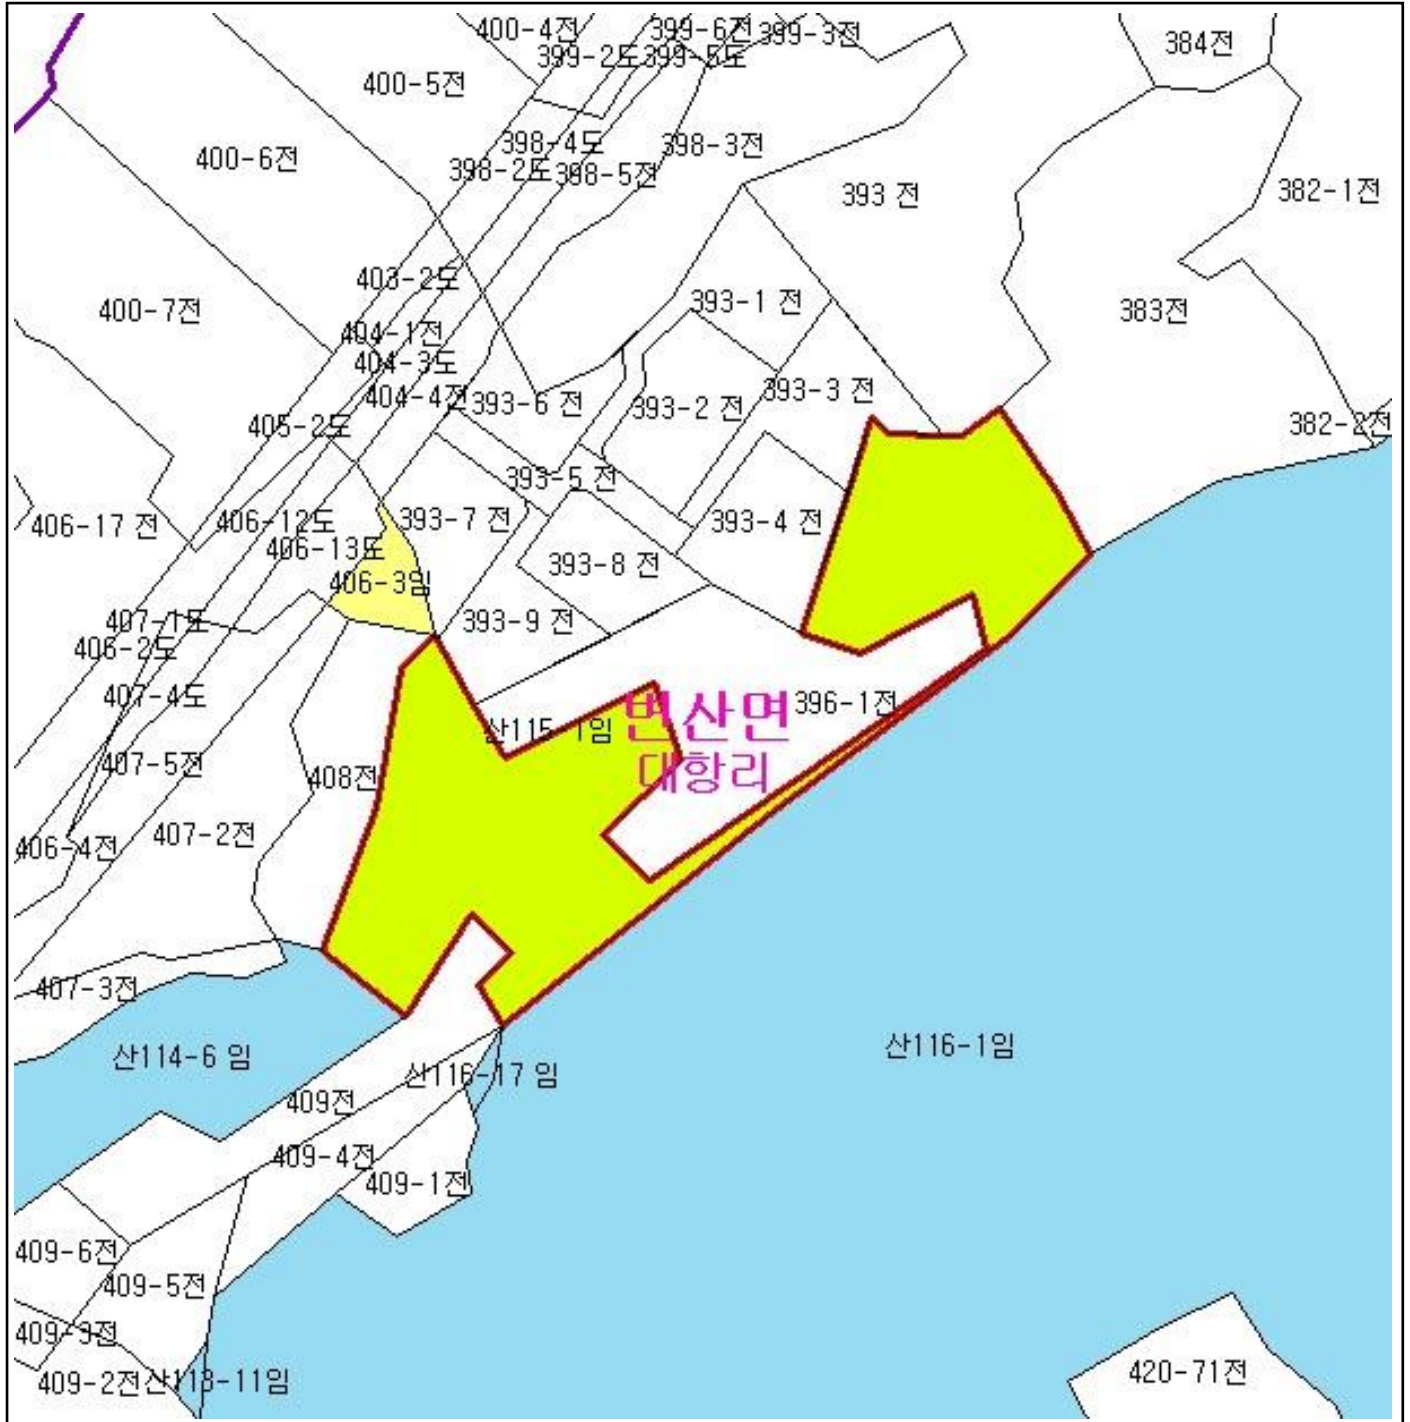 400-4전
399-6전
399-3전
384전
399-2도
399-5도
400-5전
398-4도
398-3전
400-6전
398-2도
398-5전
393 전
382-1전
403-2도
393-1 전
400-7전
383전
404-1전
404-3도
404-4전
393-6 전
393-2 전
393-3 전
405-2도
382-2전
393-5 전
406-17 전
406-12도
393-7 전
393-4 전
406-13도
393-8 전
406-3임
407-1도
393-9 전
406-2도
407-4도
396-1전
변산면
산115-1임
407-5전
408전
대항리
407-2전
406-4전
407-3전
산114-6 임
산116-1임
산116-17 임
409전
409-4전
409-1전
409-6전
409-5전
409-3전
409-2전
산113-11임
420-71전